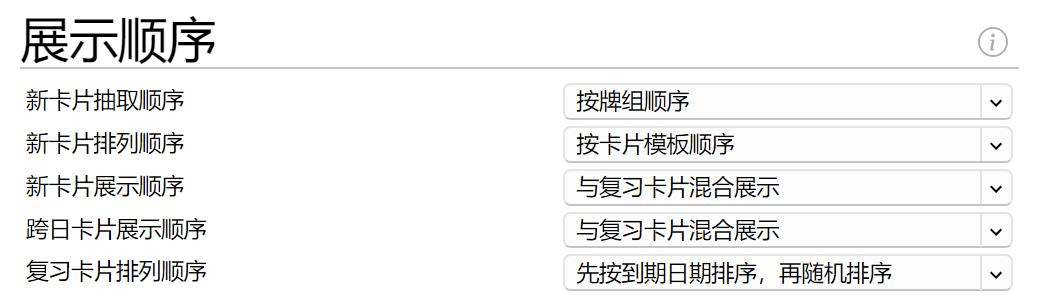 展示顺序
新卡片抽取顺序 按牌组顺序
新卡片排列顺序 按卡片模板顺序
新卡片展示顺序 与复习卡片混合展示
跨日卡片展示顺序 与复习卡片混合展示
复习卡片排列顺序 先按到期日期排序，再随机排序